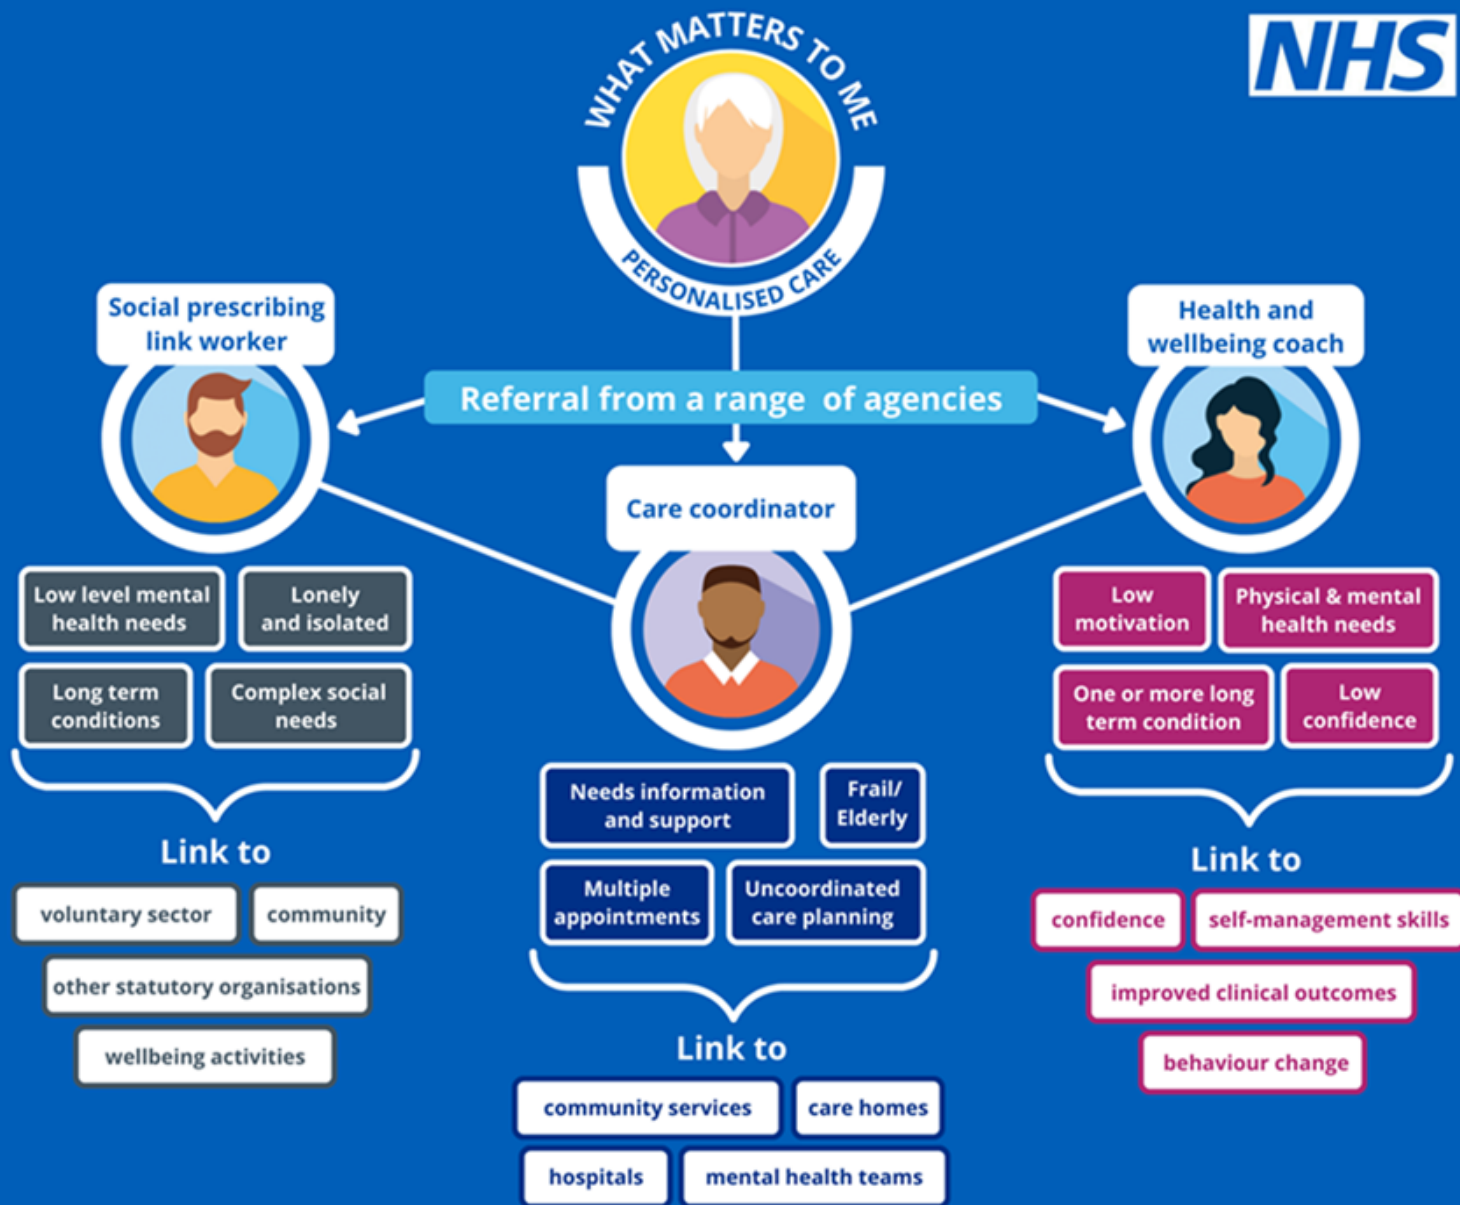 WHAT MATTERS TO ME
NHS
PERSONALISED CARE
Referral from a range of agencies
Social prescribing
link worker
Low level mental
health needs
Lonely
and isolated
Long term
conditions
Complex social
needs
Link to
voluntary sector
community
other statutory organisations
wellbeing activities
Care coordinator
Needs information
and support
Frail/
Elderly
Multiple
appointments
Uncoordinated
care planning
Link to
community services
care homes
hospitals
mental health teams
Health and
wellbeing coach
Low
motivation
Physical & mental
health needs
One or more long
term condition
Low
confidence
Link to
confidence
self-management skills
improved clinical outcomes
behaviour change